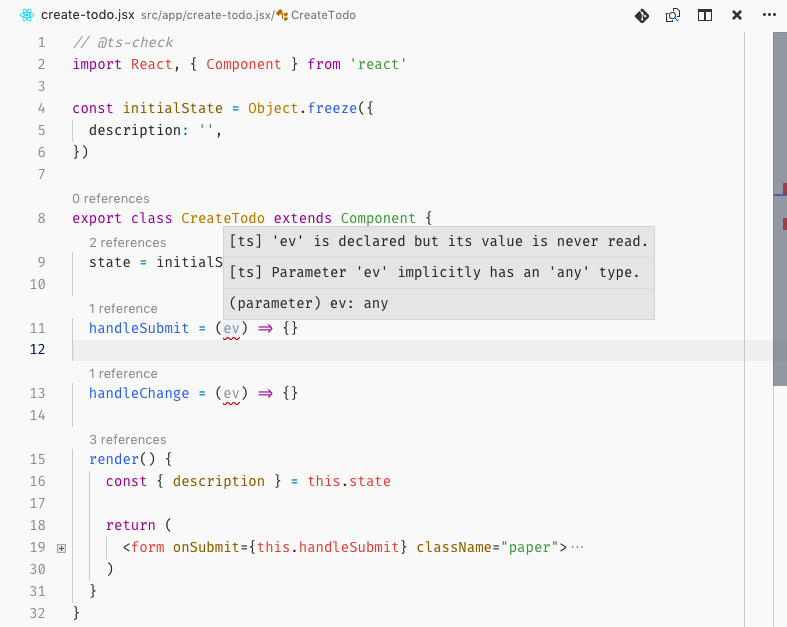 create-todo.jsx src/app/create-todo.jsx/ CreateTodo
1 // @ts-check
2 import React, { Component } from 'react'
3
4 const initialState = Object.freeze({
5 description: '',
6 })
7
0 references
8 export class CreateTodo extends Component {
2 references
[ts] 'ev' is declared but its value is never read.
9 state = initialS
[ts] Parameter 'ev' implicitly has an 'any' type.
10
(parameter) ev: any
1 reference
11 handleSubmit = (ev) => {}
12
1 reference
13 handleChange = (ev) => {}
14
3 references
15 render() {
16 const { description } = this.state
17
18 return (
19 <form onSubmit={this.handleSubmit} className="paper">···
30 )
31 }
32 }